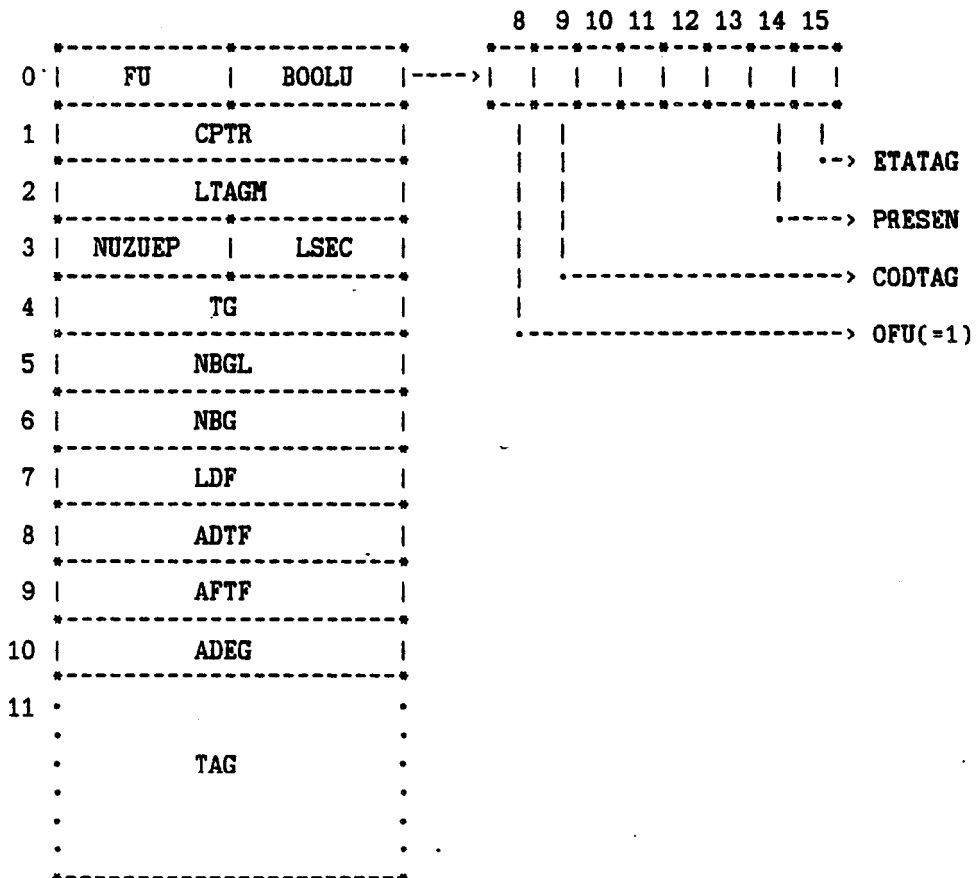 8 9 10 11 12 13 14 15
0 FU BOOLU
1 CPTR
ETATAG
2 LTAGM
PRESEN
3 NUZUEP LSEC
CODTAG
4 TG
OFU(=1)
5 NBGL
6 NBG
7 LDF
8 ADTF
9 AFTF
10 ADEG
11
TAG